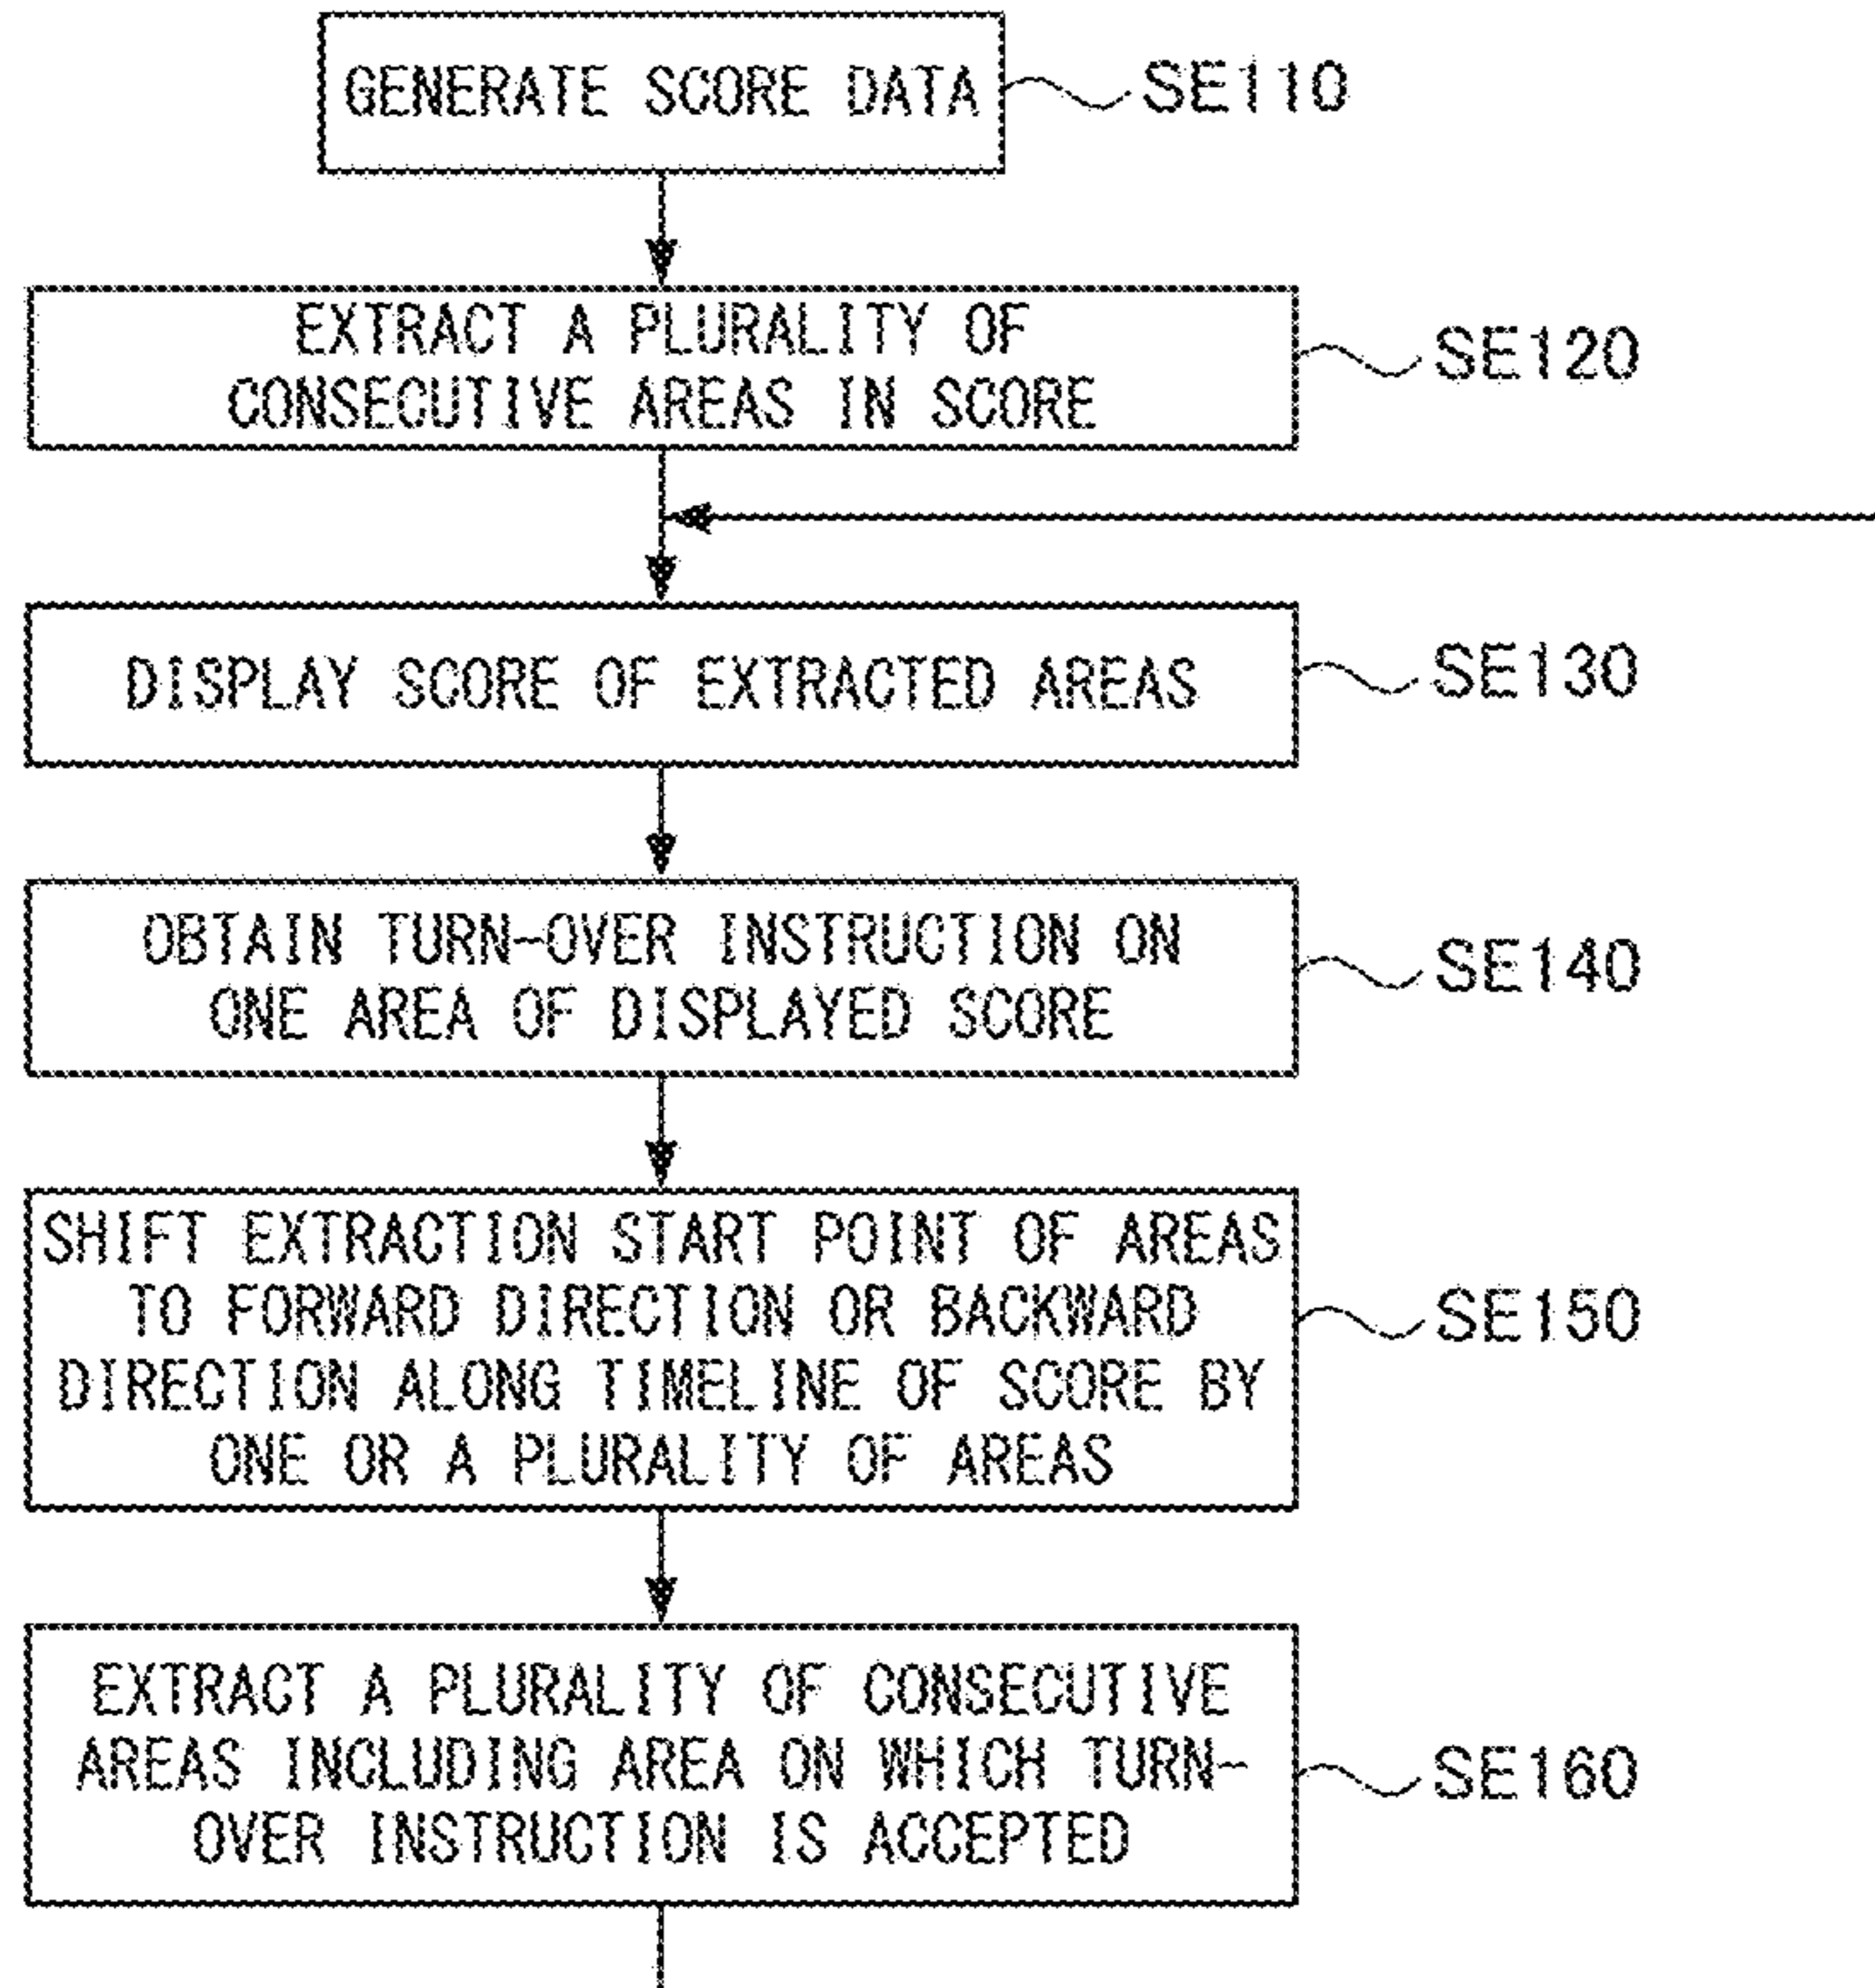 GENERATE SCORE DATA
SE110
EXTRACT A PLURALITY OF
CONSECUTIVE AREAS IN SCORE
SE120
DISPLAY SCORE OF EXTRACTED AREAS
SE130
OBTAIN TURN-OVER INSTRUCTION ON
ONE AREA OF DISPLAYED SCORE
SE140
SHIFT EXTRACTION START POINT OF AREAS
TO FORWARD DIRECTION OR BACKWARD
DIRECTION ALONG TIMELINE OF SCORE BY
ONE OR A PLURALITY OF AREAS
SE150
EXTRACT A PLURALITY OF CONSECUTIVE
AREAS INCLUDING AREA ON WHICH TURN-
OVER INSTRUCTION IS ACCEPTED
SE160